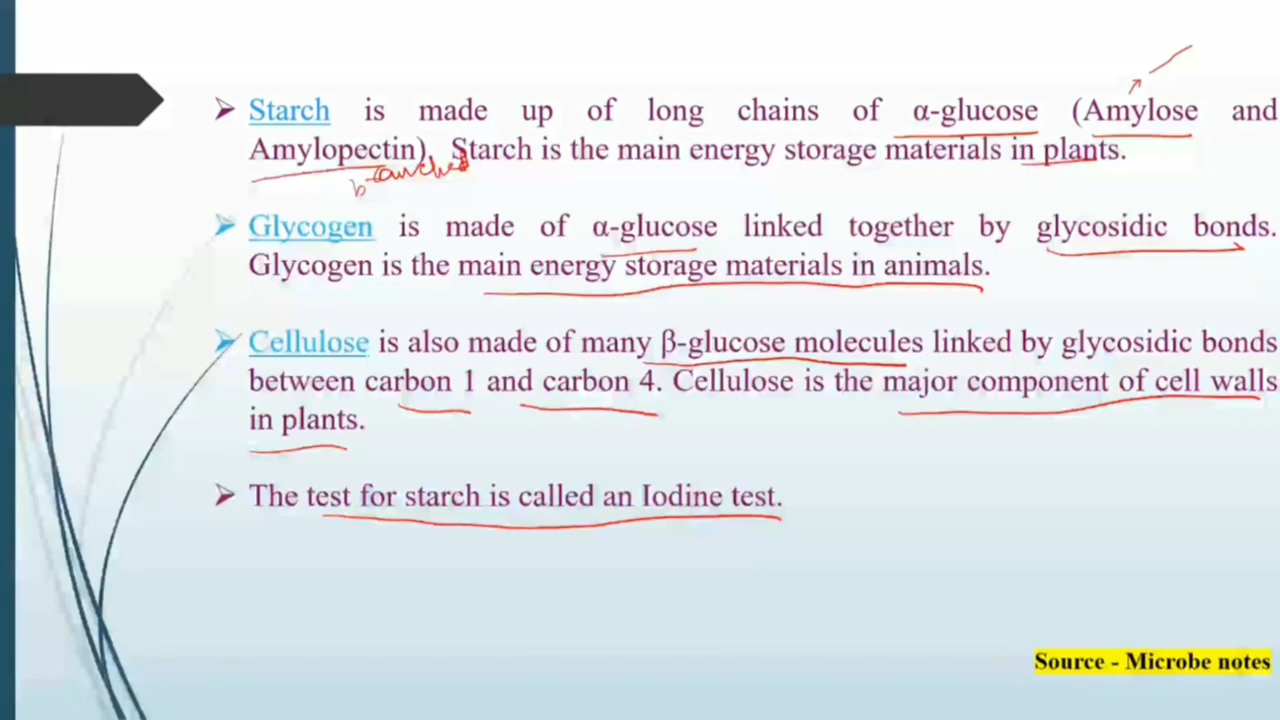 ➤ Starch is made up of long chains of α-glucose (Amylose and
Amylopectin). Starch is the main energy storage materials in plants.
branched
➤ Glycogen is made of α-glucose linked together by glycosidic bonds.
Glycogen is the main energy storage materials in animals.
➤ Cellulose is also made of many β-glucose molecules linked by glycosidic bonds
between carbon 1 and carbon 4. Cellulose is the major component of cell walls
in plants.
➤ The test for starch is called an Iodine test.
Source - Microbe notes